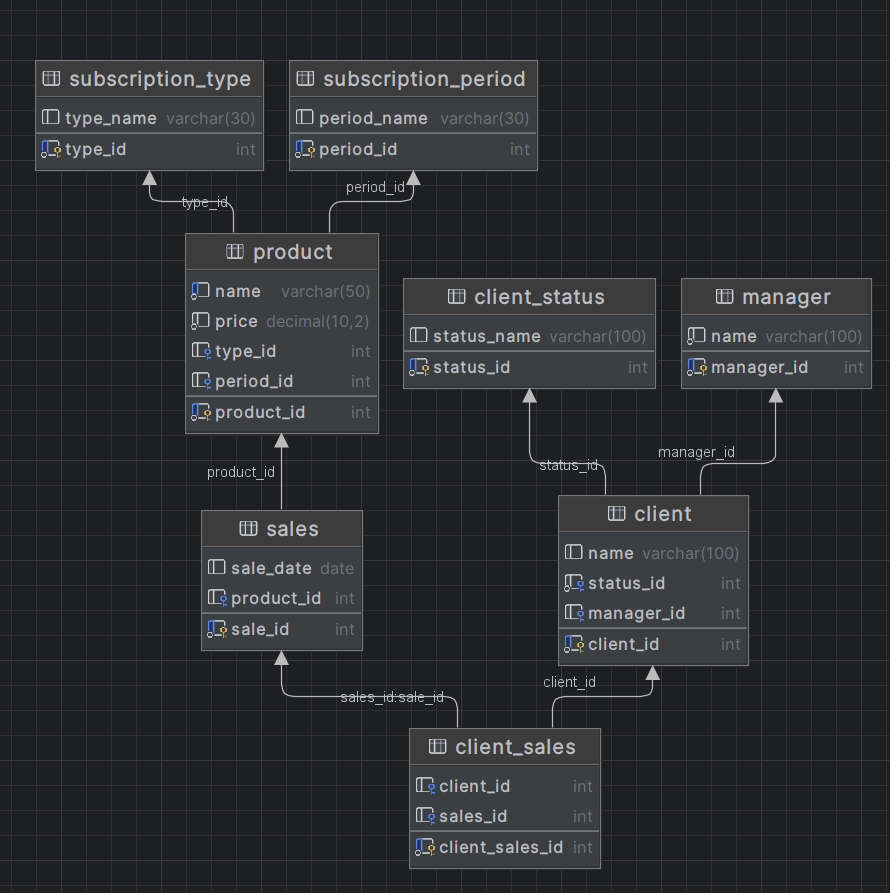 subscription_type
type_name varchar(30)
type_id int
subscription_period
period_name varchar(30)
period_id int
type_id
period_id
product
name varchar(50)
price decimal(10,2)
type_id int
period_id int
product_id int
client_status
status_name varchar(100)
status_id int
manager
name varchar(100)
manager_id int
product_id
status_id
manager_id
sales
sale_date date
product_id int
sale_id int
client
name varchar(100)
status_id int
manager_id int
client_id int
sales_id:sale_id
client_id
client_sales
client_id int
sales_id int
client_sales_id int